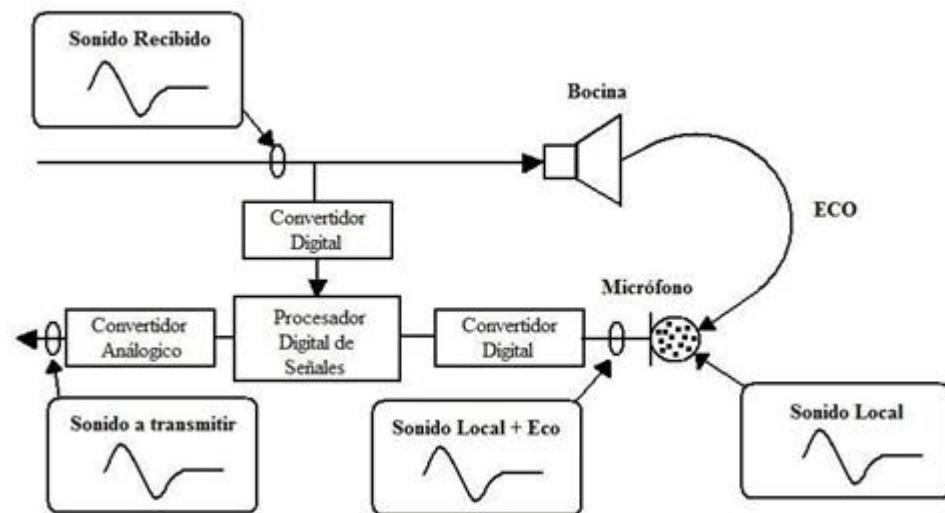 Sonido Recibido
Bocina
Convertidor
Digital
ECO
Micrófono
Convertidor
Análogico
Procesador
Digital de
Señales
Convertidor
Digital
Sonido a transmitir
Sonido Local + Eco
Sonido Local